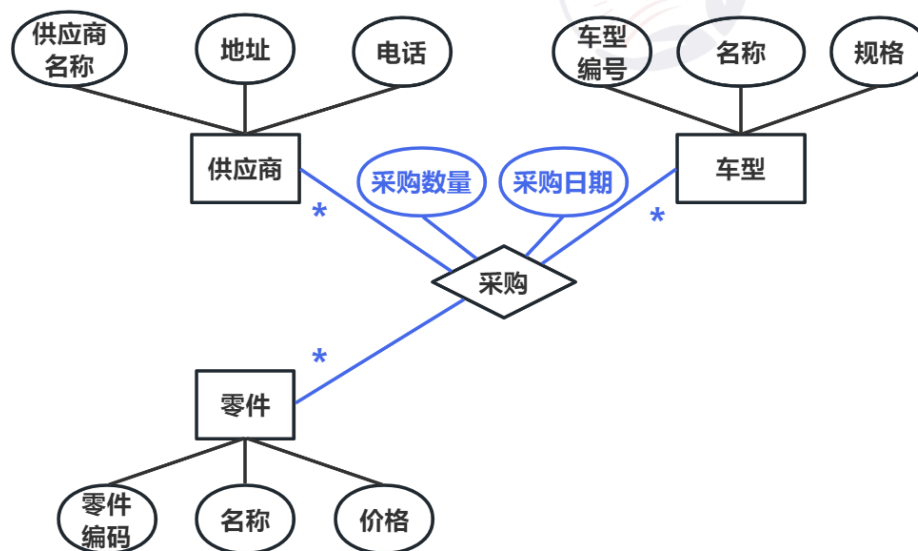 供应商
名称
地址
电话
车型
编号
名称
规格
供应商
采购数量
采购日期
车型
*
*
采购
*
零件
零件
编码
名称
价格